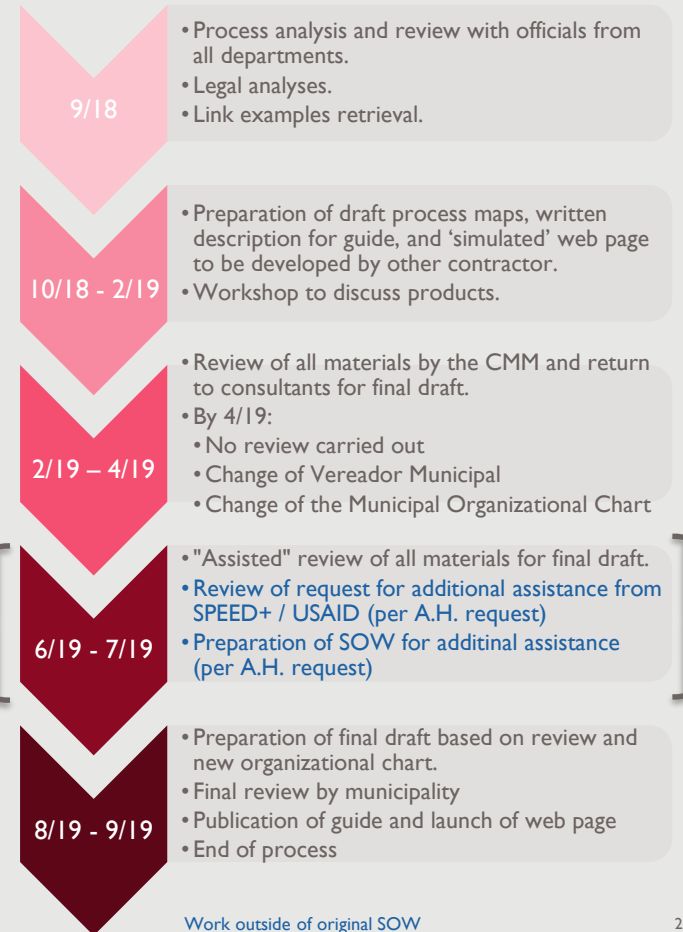 9/18
• Process analysis and review with officials from
all departments.
• Legal analyses.
• Link examples retrieval.
10/18 - 2/19
• Preparation of draft process maps, written
description for guide, and ‘simulated’ web page
to be developed by other contractor.
• Workshop to discuss products.
2/19 – 4/19
• Review of all materials by the CMM and return
to consultants for final draft.
• By 4/19:
• No review carried out
• Change of Vereador Municipal
• Change of the Municipal Organizational Chart
6/19 - 7/19
• "Assisted" review of all materials for final draft.
• Review of request for additional assistance from
SPEED+ / USAID (per A.H. request)
• Preparation of SOW for additinal assistance
(per A.H. request)
8/19 - 9/19
• Preparation of final draft based on review and
new organizational chart.
• Final review by municipality
• Publication of guide and launch of web page
• End of process
Work outside of original SOW
2